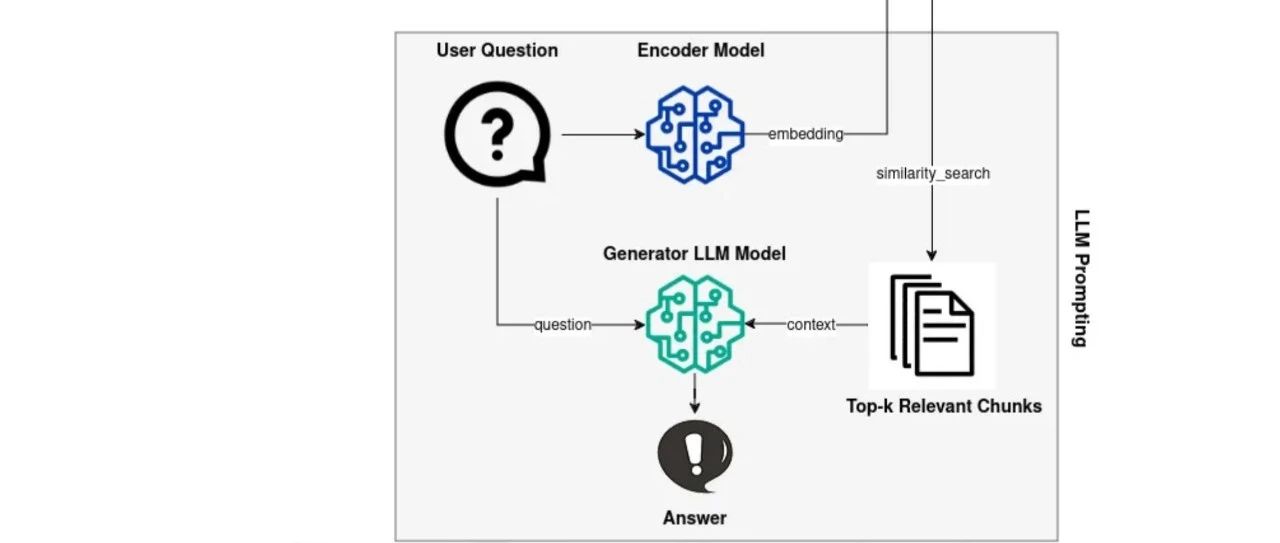 User Question
Encoder Model
?
embedding
similarity_search
LLM Prompting
Generator LLM Model
question
context
Top-k Relevant Chunks
!
Answer